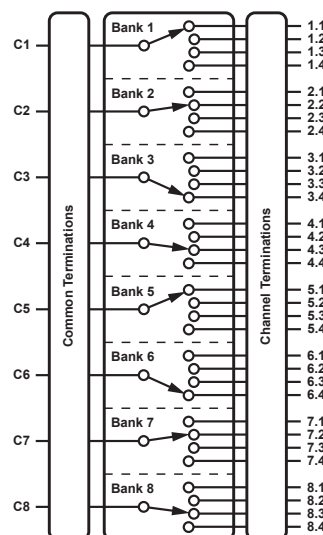 Bank 1
1.1
C1
1.2
1.3
1.4
Bank 2
2.1
C2
2.2
2.3
2.4
Bank 3
3.1
C3
3.2
3.3
3.4
Bank 4
4.1
C4
4.2
4.3
4.4
Bank 5
5.1
C5
5.2
5.3
5.4
Bank 6
6.1
C6
6.2
6.3
6.4
Bank 7
7.1
C7
7.2
7.3
7.4
Bank 8
8.1
C8
8.2
8.3
8.4
Common Terminations
Channel Terminations